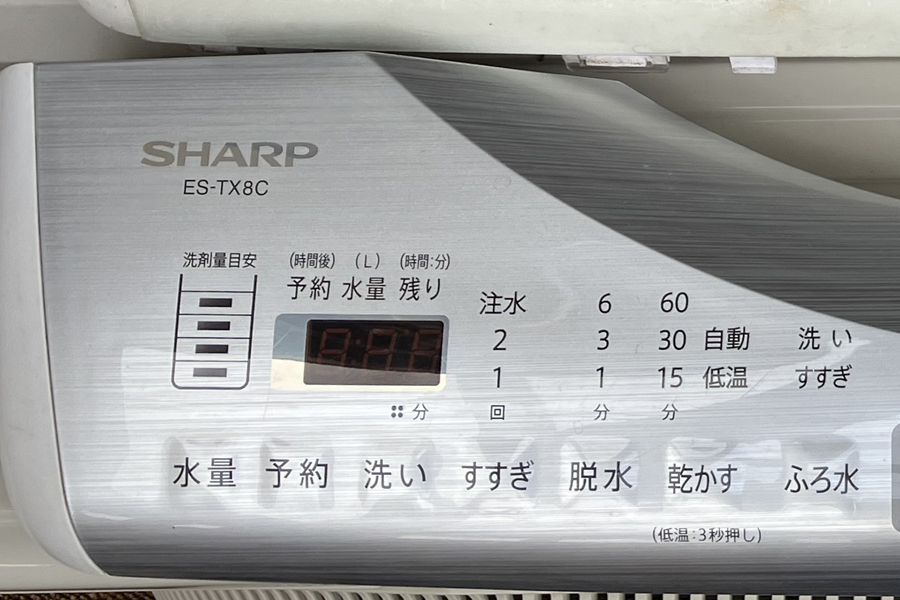 SHARP
ES-TX8C
洗剤量目安 (時間後) (L) (時間:分)
予約 水量 残り
注水 6 60
2 3 30 自動 洗い
1 1 15 低温 すすぎ
分 回 分 分
水量 予約 洗い すすぎ 脱水 乾かす ふろ水
(低温:3秒押し)